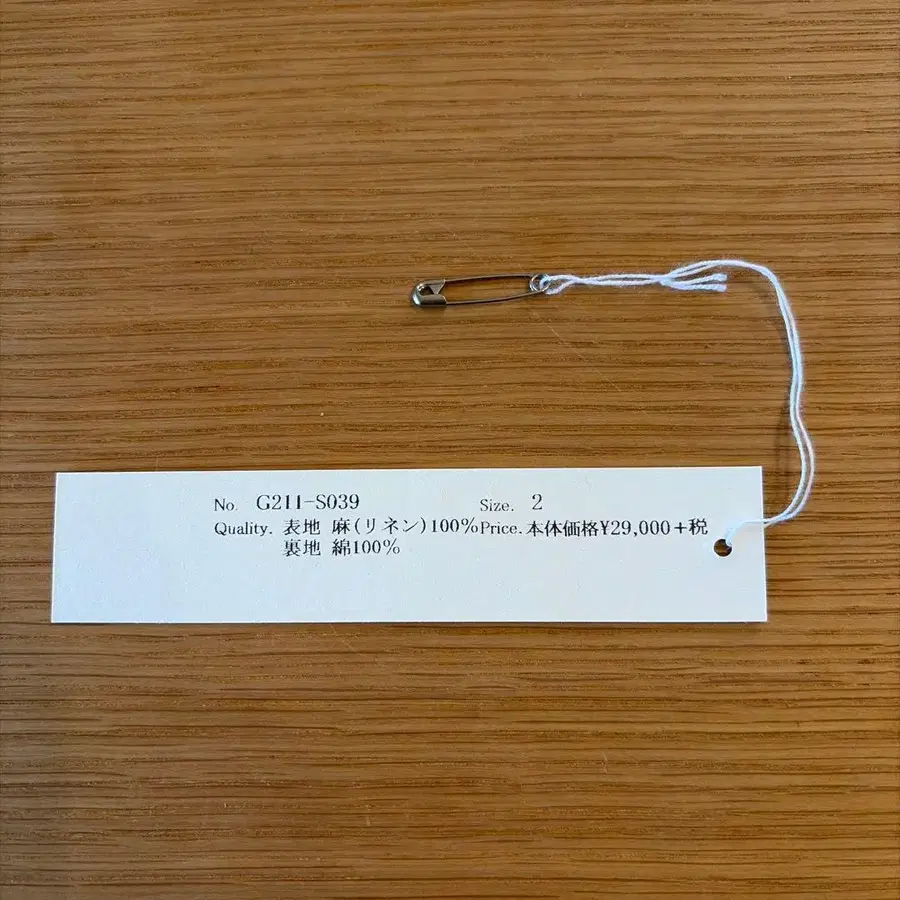 No. G211-S039 Size. 2
Quality. 表地 麻(リネン)100% Price. 本体価格¥29,000+税
裏地 綿100%